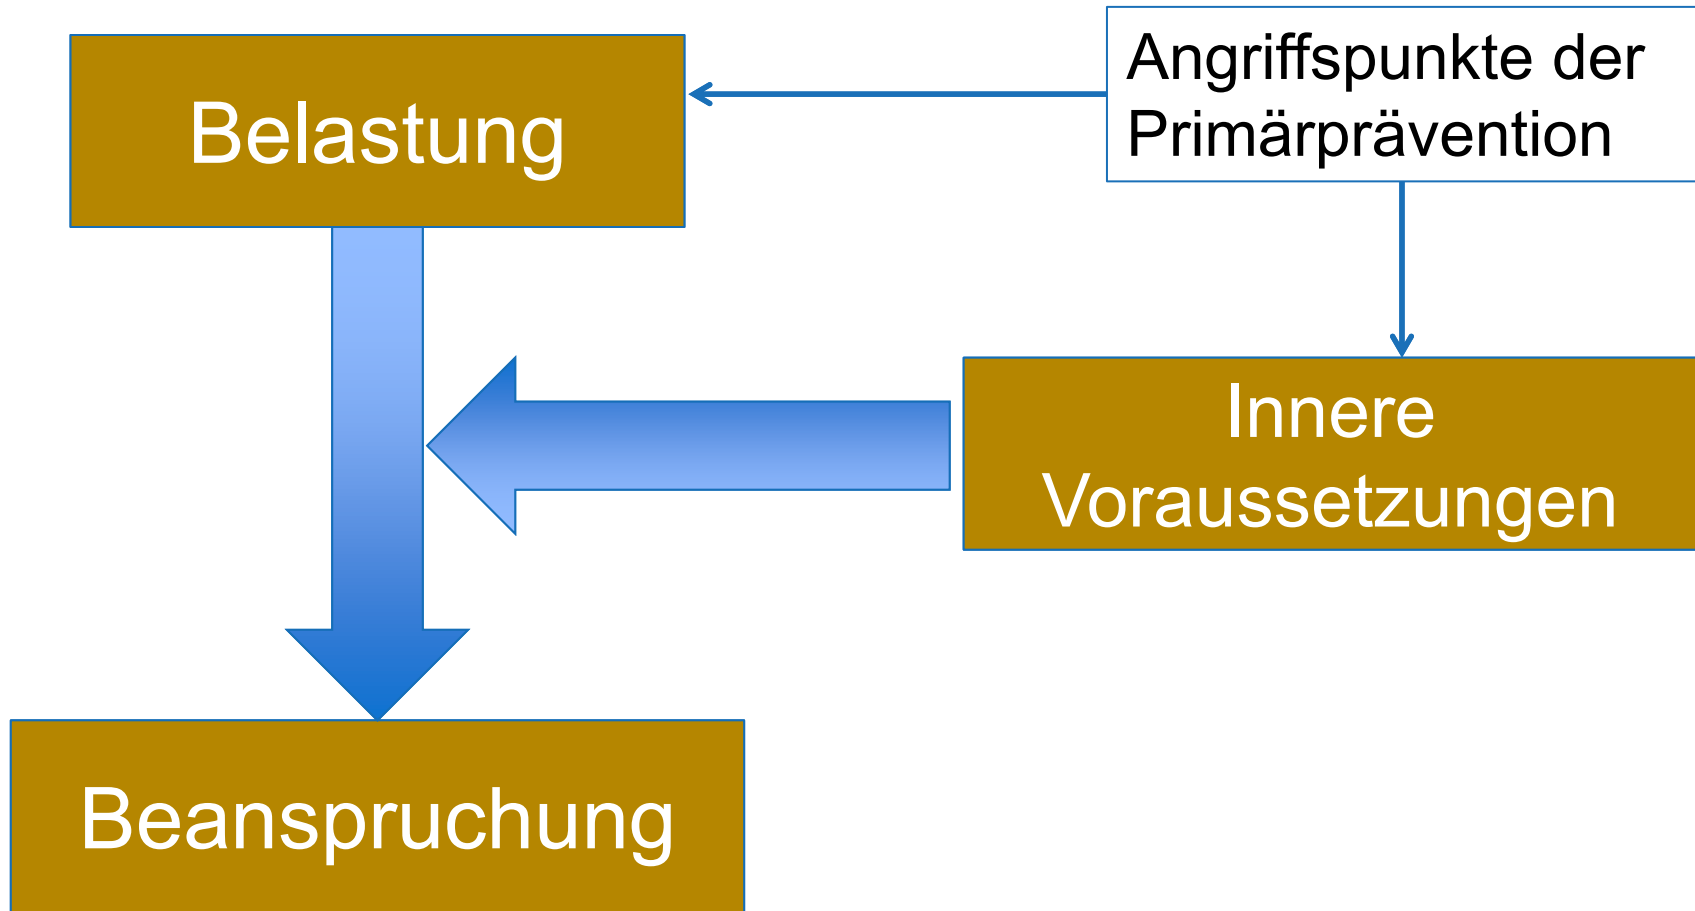 Belastung
Angriffspunkte der
Primärprävention
Innere
Voraussetzungen
Beanspruchung